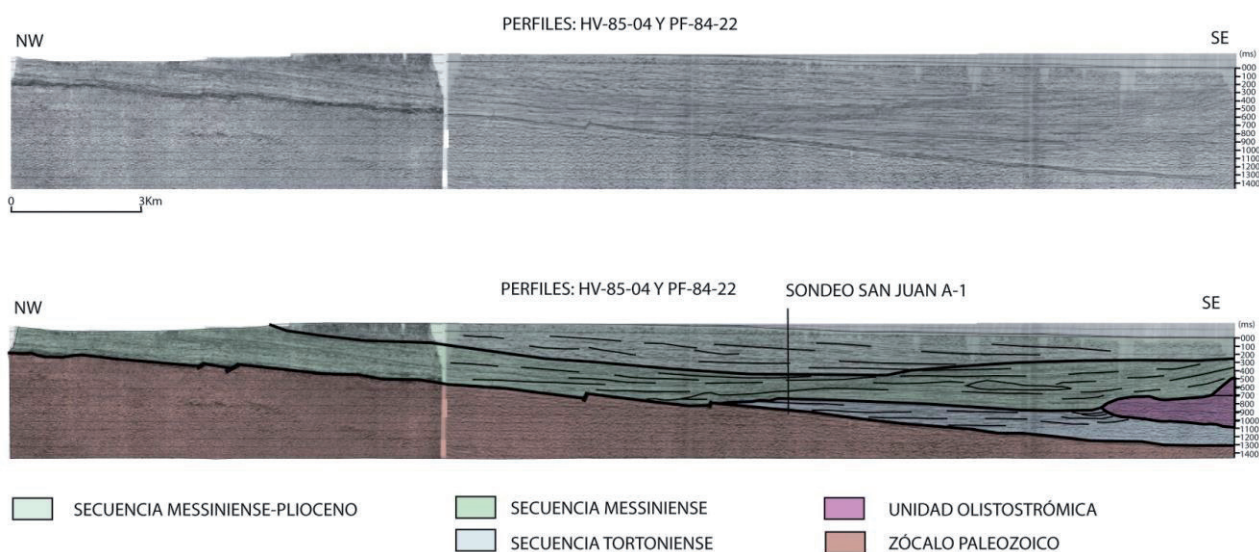 PERFILES: HV-85-04 Y PF-84-22
NW
SE
(ms)
000
100
200
300
400
500
600
700
800
900
1000
1100
1200
1300
1400
0 3Km
PERFILES: HV-85-04 Y PF-84-22 SONDEO SAN JUAN A-1
NW
SE
(ms)
000
100
200
300
400
500
600
700
800
900
1000
1100
1200
1300
1400
SECUENCIA MESSINIENSE-PLIOCENO SECUENCIA MESSINIENSE UNIDAD OLISTOSTRÓMICA
SECUENCIA TORTONIENSE ZÓCALO PALEOZOICO